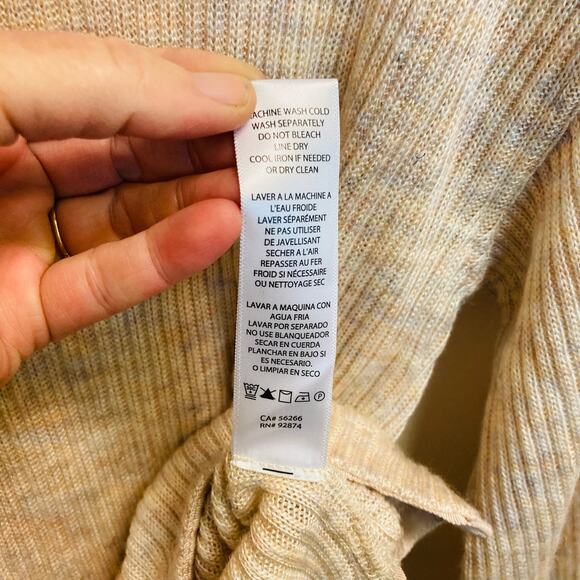 MACHINE WASH COLD
WASH SEPARATELY
DO NOT BLEACH
LINE DRY
COOL IRON IF NEEDED
OR DRY CLEAN
LAVER A LA MACHINE A
L'EAU FROIDE
LAVER SÉPARÉMENT
NE PAS UTILISER
DE JAVELLISANT
SECHER A L'AIR
REPASSER AU FER
FROID SI NÉCESSAIRE
OU NETTOYAGE SEC
LAVAR A MAQUINA CON
AGUA FRIA
LAVAR POR SEPARADO
NO USE BLANQUEADOR
SECAR EN CUERDA
PLANCHAR EN BAJO SI
ES NECESARIO,
O LIMPIAR EN SECO
P
CA# 56266
RN# 92874